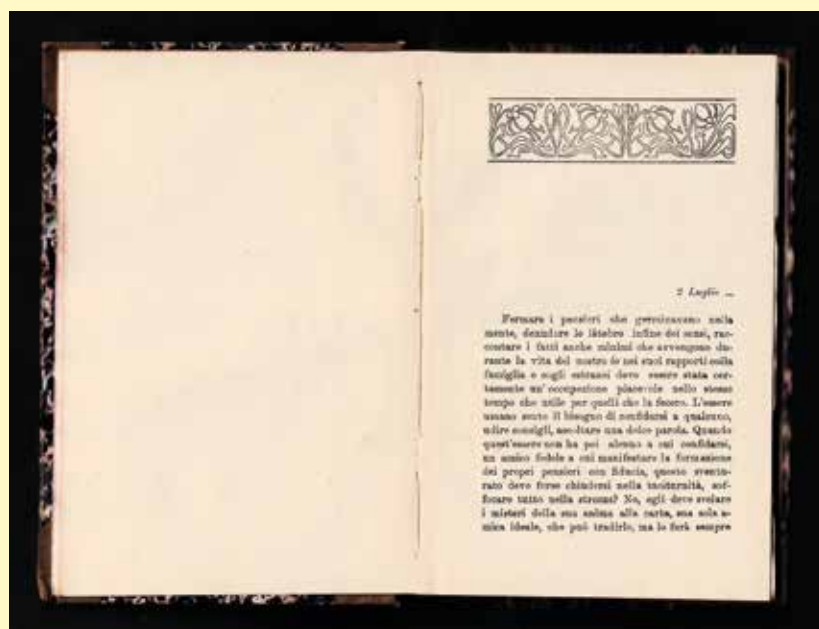 2 Luglio ...
Fermare i pensieri che germinavano nella
mente, denudare le làtebre infine dei sensi, rac-
contare i fatti anche minimi che avvengono du-
rante la vita del nostro io nei suoi rapporti colla
famiglia e cogli estranei deve essere stata cer-
tamente un'occupazione piacevole nello stesso
tempo che utile per quelli che la fecero. L'essere
umano sente il bisogno di confidarsi a qualcuno,
udire consigli, ascoltare una dolce parola. Quando
quest'essere non ha poi alcuno a cui confidarsi,
un amico fedele a cui manifestare la formazione
dei propri pensieri con fiducia, questo sventu-
rato deve forse chiudersi nella taciturnità, sof-
focare tutto nella strozza? No, egli deve svelare
i misteri della sua anima alla carta, sua sola a-
mica ideale, che può tradirlo, ma lo farà sempre